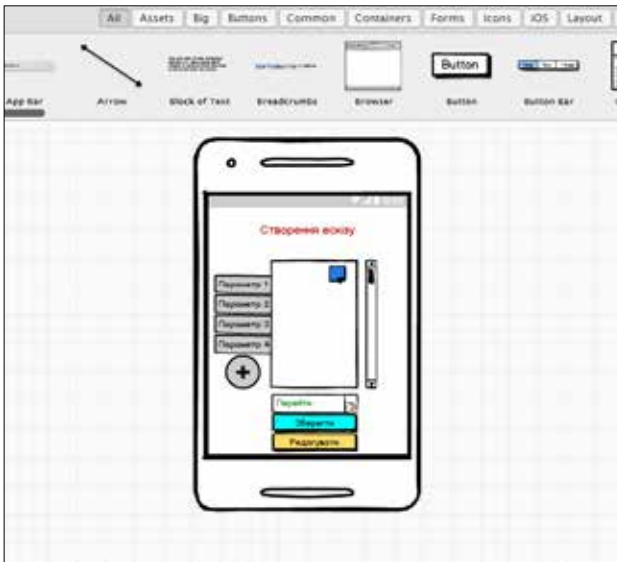 All Assets Big Buttons Common Containers Forms Icons iOS Layout
Button
App Bar Arrow Block of Text Breadcrumbs Browser Button Button Bar
Створення ескізу
Параметр 1
Параметр 2
Параметр 3
Параметр 4
+
Перейти
Зберегти
Редагувати